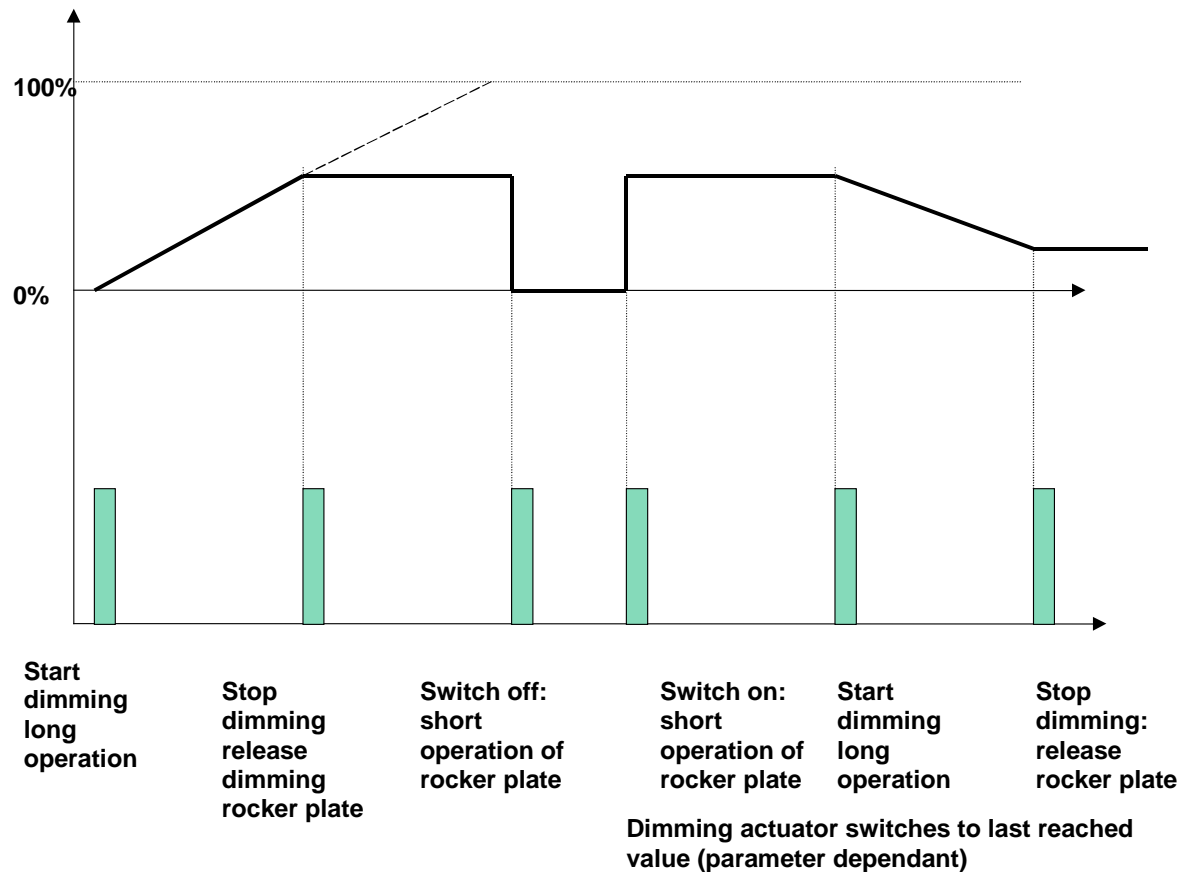 100%
0%
Start
dimming
long
operation
Stop
dimming
release
dimming
rocker plate
Switch off:
short
operation of
rocker plate
Switch on:
short
operation of
rocker plate
Start
dimming
long
operation
Stop
dimming:
release
rocker plate
Dimming actuator switches to last reached
value (parameter dependant)